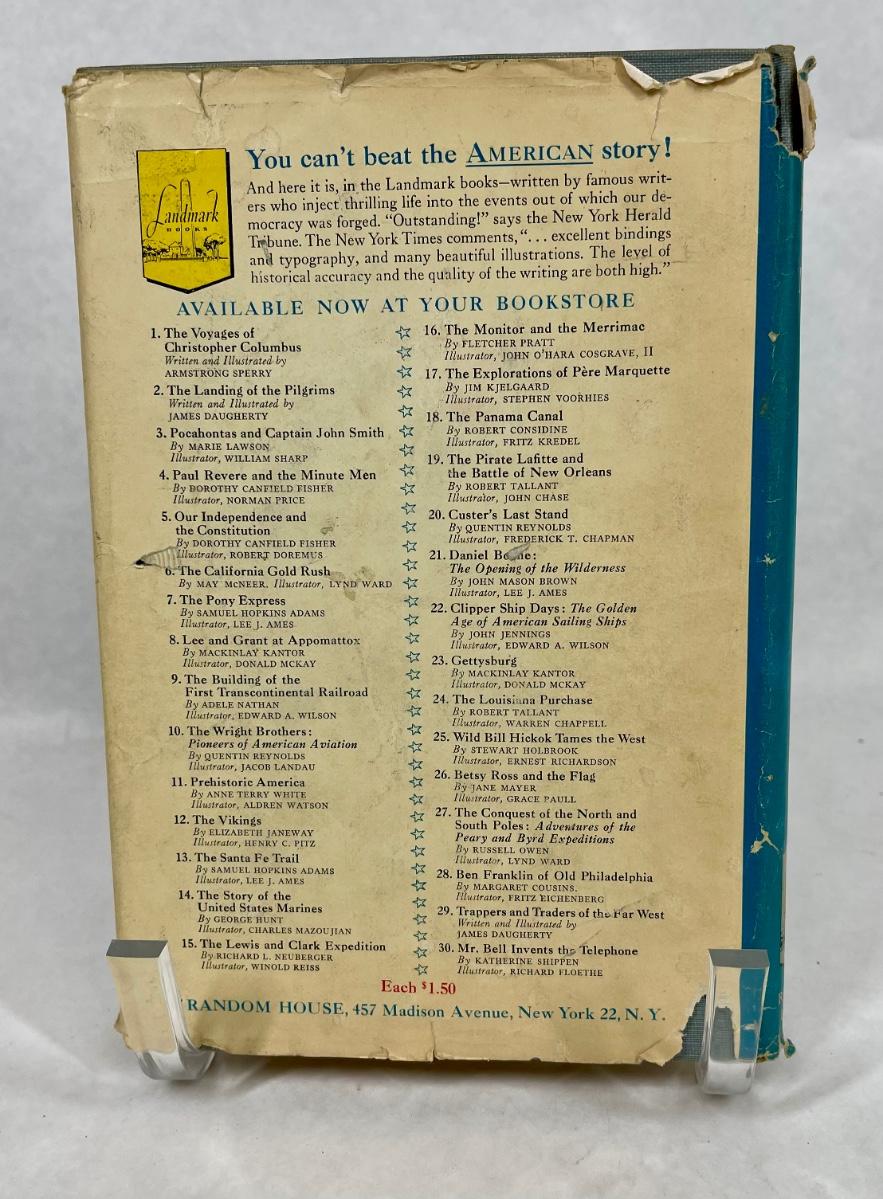 Landmark
BOOKS
You can't beat the AMERICAN story!
And here it is, in the Landmark books—written by famous writ-
ers who inject thrilling life into the events out of which our de-
mocracy was forged. "Outstanding!" says the New York Herald
Tribune. The New York Times comments, ". . . excellent bindings
and typography, and many beautiful illustrations. The level of
historical accuracy and the quality of the writing are both high."
AVAILABLE NOW AT YOUR BOOKSTORE
1. The Voyages of
Christopher Columbus
Written and Illustrated by
ARMSTRONG SPERRY
2. The Landing of the Pilgrims
Written and Illustrated by
JAMES DAUGHERTY
3. Pocahontas and Captain John Smith
By MARIE LAWSON
Illustrator, WILLIAM SHARP
4. Paul Revere and the Minute Men
By DOROTHY CANFIELD FISHER
Illustrator, NORMAN PRICE
5. Our Independence and
the Constitution
By DOROTHY CANFIELD FISHER
Illustrator, ROBERT DOREMUS
6. The California Gold Rush
By MAY McNEER. Illustrator, LYND WARD
7. The Pony Express
By SAMUEL HOPKINS ADAMS
Illustrator, LEE J. AMES
8. Lee and Grant at Appomattox
By MACKINLAY KANTOR
Illustrator, DONALD MCKAY
9. The Building of the
First Transcontinental Railroad
By ADELE NATHAN
Illustrator, EDWARD A. WILSON
10. The Wright Brothers:
Pioneers of American Aviation
By QUENTIN REYNOLDS
Illustrator, JACOB LANDAU
11. Prehistoric America
By ANNE TERRY WHITE
Illustrator, ALDREN WATSON
12. The Vikings
By ELIZABETH JANEWAY
Illustrator, HENRY C. PITZ
13. The Santa Fe Trail
By SAMUEL HOPKINS ADAMS
Illustrator, LEE J. AMES
14. The Story of the
United States Marines
By GEORGE HUNT
Illustrator, CHARLES MAZOUJIAN
15. The Lewis and Clark Expedition
By RICHARD L. NEUBERGER
Illustrator, WINOLD REISS
16. The Monitor and the Merrimac
By FLETCHER PRATT
Illustrator, JOHN O'HARA COSGRAVE, II
17. The Explorations of Père Marquette
By JIM KJELGAARD
Illustrator, STEPHEN VOORHIES
18. The Panama Canal
By ROBERT CONSIDINE
Illustrator, FRITZ KREDEL
19. The Pirate Lafitte and
the Battle of New Orleans
By ROBERT TALLANT
Illustrator, JOHN CHASE
20. Custer's Last Stand
By QUENTIN REYNOLDS
Illustrator, FREDERICK T. CHAPMAN
21. Daniel Boone:
The Opening of the Wilderness
By JOHN MASON BROWN
Illustrator, LEE J. AMES
22. Clipper Ship Days: The Golden
Age of American Sailing Ships
By JOHN JENNINGS
Illustrator, EDWARD A. WILSON
23. Gettysburg
By MACKINLAY KANTOR
Illustrator, DONALD MCKAY
24. The Louisiana Purchase
By ROBERT TALLANT
Illustrator, WARREN CHAPPELL
25. Wild Bill Hickok Tames the West
By STEWART HOLBROOK
Illustrator, ERNEST RICHARDSON
26. Betsy Ross and the Flag
By JANE MAYER
Illustrator, GRACE PAULL
27. The Conquest of the North and
South Poles: Adventures of the
Peary and Byrd Expeditions
By RUSSELL OWEN
Illustrator, LYND WARD
28. Ben Franklin of Old Philadelphia
By MARGARET COUSINS.
Illustrator, FRITZ EICHENBERG
29. Trappers and Traders of the Far West
Written and Illustrated by
JAMES DAUGHERTY
30. Mr. Bell Invents the Telephone
By KATHERINE SHIPPEN
Illustrator, RICHARD FLOETHE
Each $1.50
RANDOM HOUSE, 457 Madison Avenue, New York 22, N. Y.